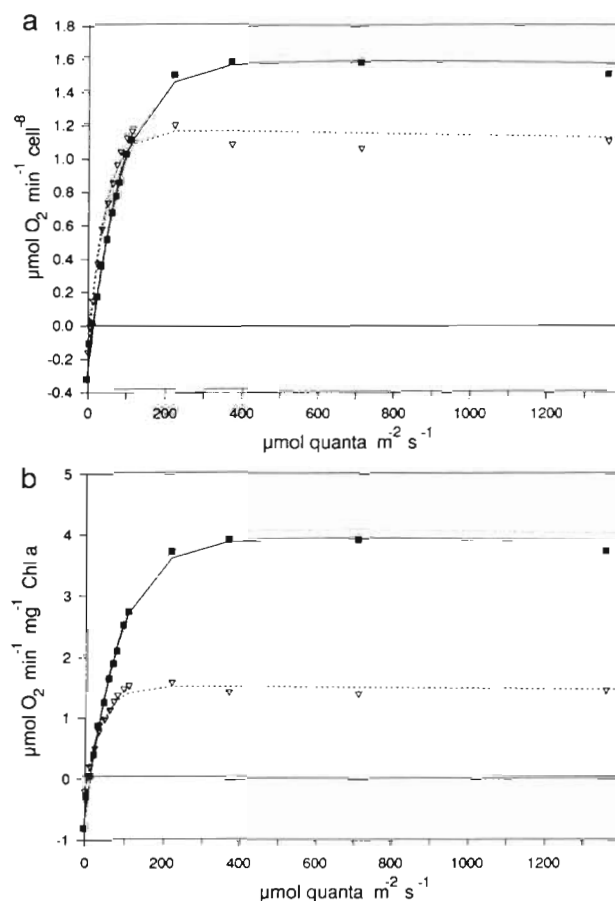 a
1.8
1.6
1.4
1.2
1.0
0.8
0.6
0.4
0.2
0.0
-0.2
-0.4
µmol O₂ min⁻¹ cell⁻⁸
0 200 400 600 800 1000 1200
µmol quanta m⁻² s⁻¹
b
5
4
3
2
1
0
-1
µmol O₂ min⁻¹ mg⁻¹ Chl a
0 200 400 600 800 1000 1200 1400
µmol quanta m⁻² s⁻¹